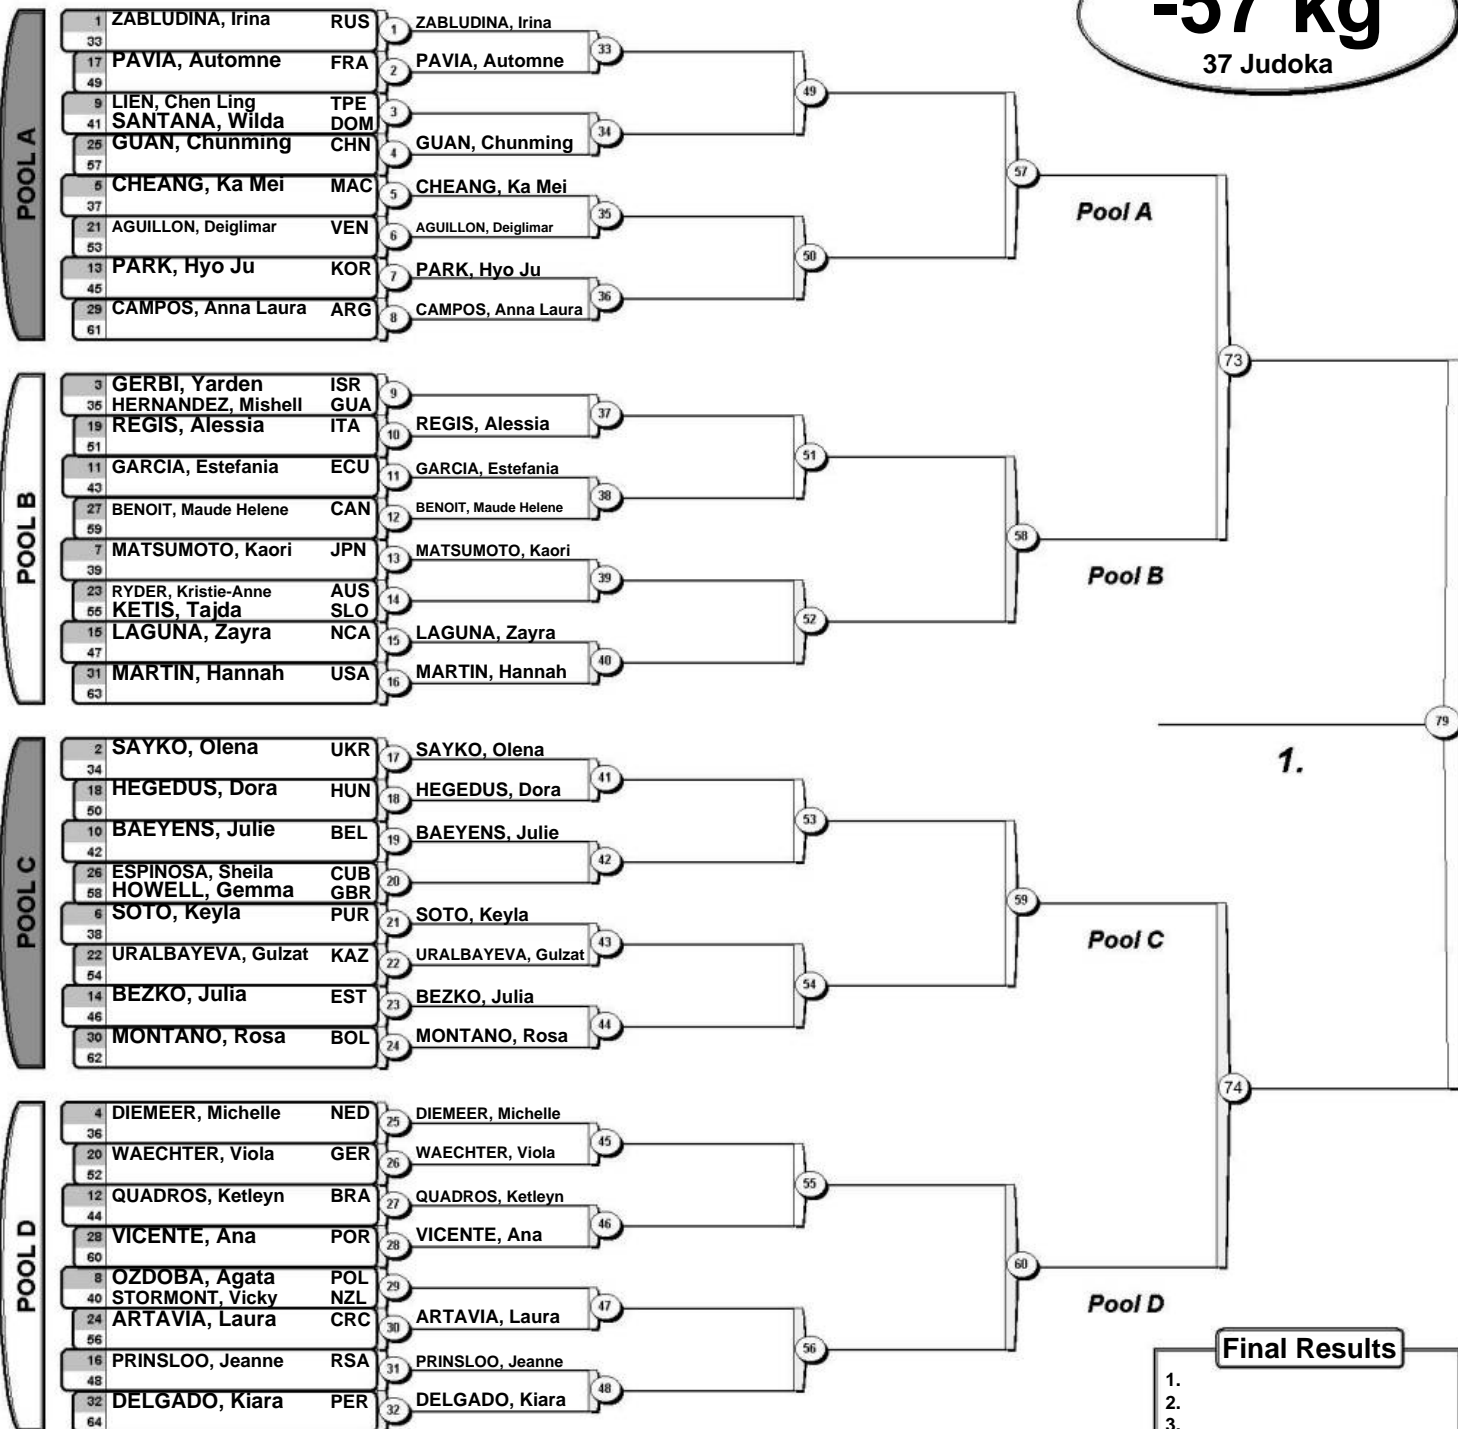 -57 kg
37 Judoka
POOL A
1 ZABLUDINA, Irina RUS 1 ZABLUDINA, Irina
33
33
17 PAVIA, Automne FRA 2 PAVIA, Automne
49
49
9 LIEN, Chen Ling TPE 3
41 SANTANA, Wilda DOM
34
25 GUAN, Chunming CHN 4 GUAN, Chunming
57
57
5 CHEANG, Ka Mei MAC 5 CHEANG, Ka Mei
37
35
Pool A
21 AGUILLON, Deiglimar VEN 6 AGUILLON, Deiglimar
53
50
13 PARK, Hyo Ju KOR 7 PARK, Hyo Ju
45
36
29 CAMPOS, Anna Laura ARG 8 CAMPOS, Anna Laura
61
73
POOL B
3 GERBI, Yarden ISR 9
35 HERNANDEZ, Mishell GUA
37
19 REGIS, Alessia ITA 10 REGIS, Alessia
51
51
11 GARCIA, Estefania ECU 11 GARCIA, Estefania
43
38
27 BENOIT, Maude Helene CAN 12 BENOIT, Maude Helene
59
58
7 MATSUMOTO, Kaori JPN 13 MATSUMOTO, Kaori
39
39
Pool B
23 RYDER, Kristie-Anne AUS 14
55 KETIS, Tajda SLO
52
15 LAGUNA, Zayra NCA 15 LAGUNA, Zayra
47
40
31 MARTIN, Hannah USA 16 MARTIN, Hannah
63
79
1.
POOL C
2 SAYKO, Olena UKR 17 SAYKO, Olena
34
41
18 HEGEDUS, Dora HUN 18 HEGEDUS, Dora
50
53
10 BAEYENS, Julie BEL 19 BAEYENS, Julie
42
42
26 ESPINOSA, Sheila CUB 20
58 HOWELL, Gemma GBR
59
6 SOTO, Keyla PUR 21 SOTO, Keyla
38
43
Pool C
22 URALBAYEVA, Gulzat KAZ 22 URALBAYEVA, Gulzat
54
54
14 BEZKO, Julia EST 23 BEZKO, Julia
46
44
30 MONTANO, Rosa BOL 24 MONTANO, Rosa
62
74
POOL D
4 DIEMEER, Michelle NED 25 DIEMEER, Michelle
36
45
20 WAECHTER, Viola GER 26 WAECHTER, Viola
52
55
12 QUADROS, Ketleyn BRA 27 QUADROS, Ketleyn
44
46
28 VICENTE, Ana POR 28 VICENTE, Ana
60
60
8 OZDOBA, Agata POL 29
40 STORMONT, Vicky NZL
47
Pool D
24 ARTAVIA, Laura CRC 30 ARTAVIA, Laura
56
56
16 PRINSLOO, Jeanne RSA 31 PRINSLOO, Jeanne
48
48
32 DELGADO, Kiara PER 32 DELGADO, Kiara
64
Final Results
1.
2.
3.